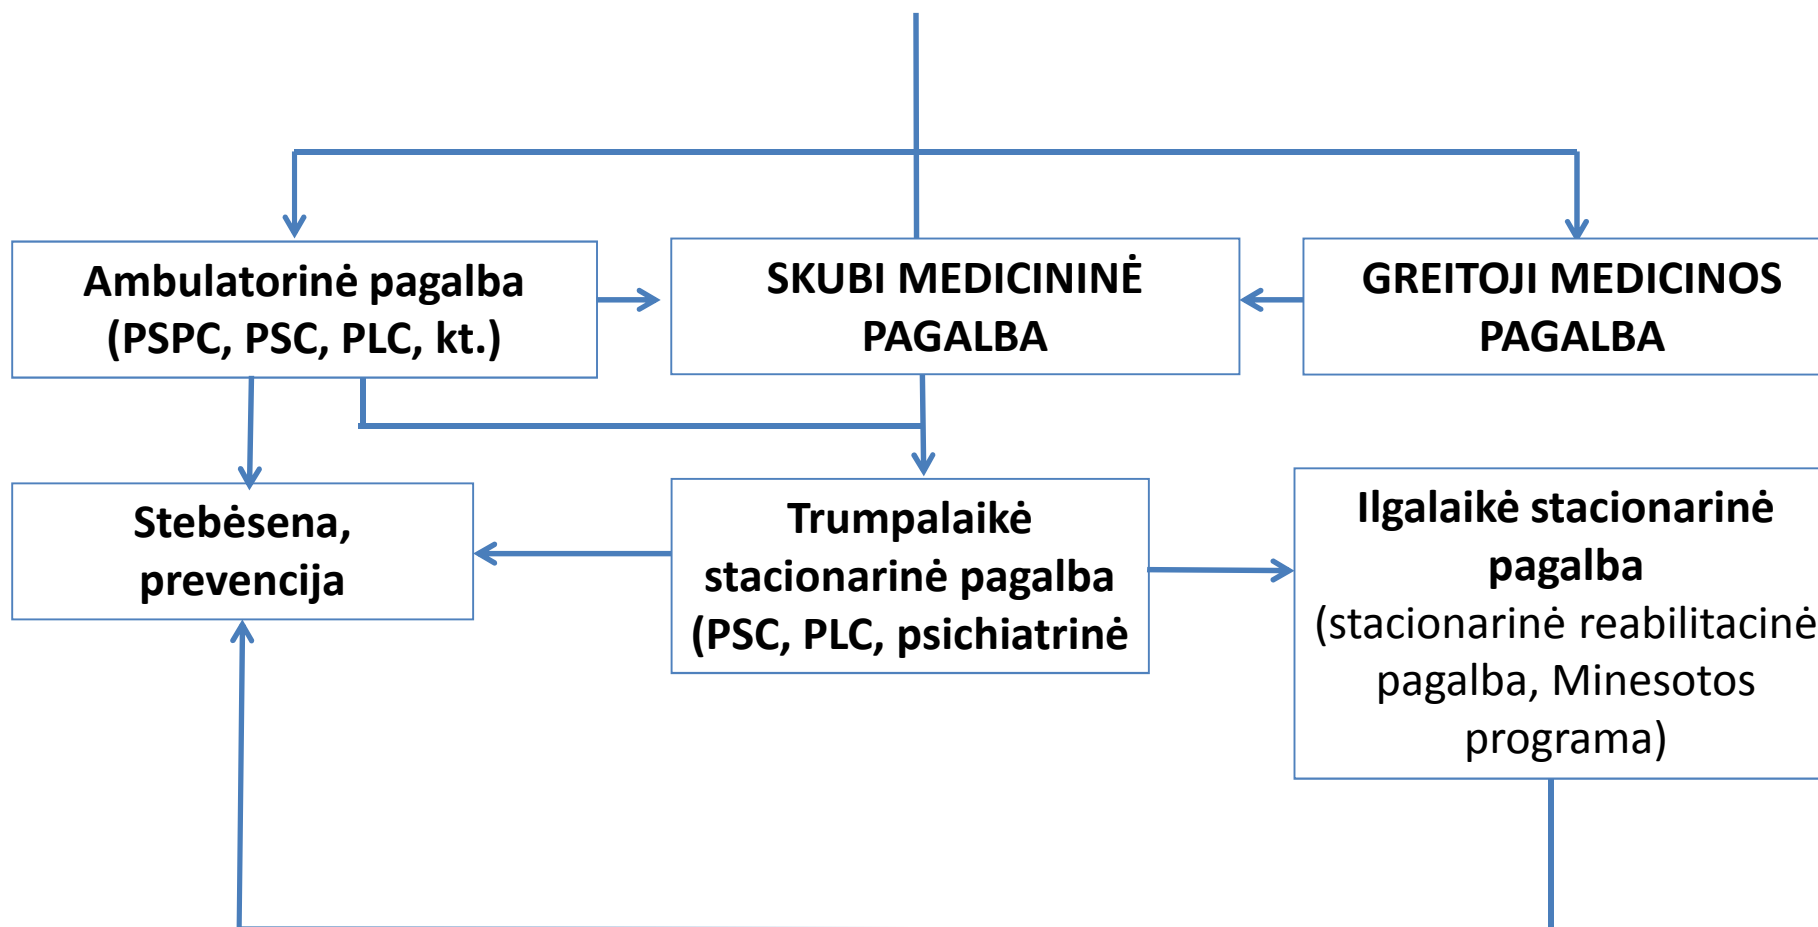 Ambulatorinė pagalba
(PSPC, PSC, PLC, kt.)
SKUBI MEDICININĖ
PAGALBA
GREITOJI MEDICINOS
PAGALBA
Stebėsena,
prevencija
Trumpalaikė
stacionarinė pagalba
(PSC, PLC, psichiatrinė
Ilgalaikė stacionarinė
pagalba
(stacionarinė reabilitacinė
pagalba, Minesotos
programa)